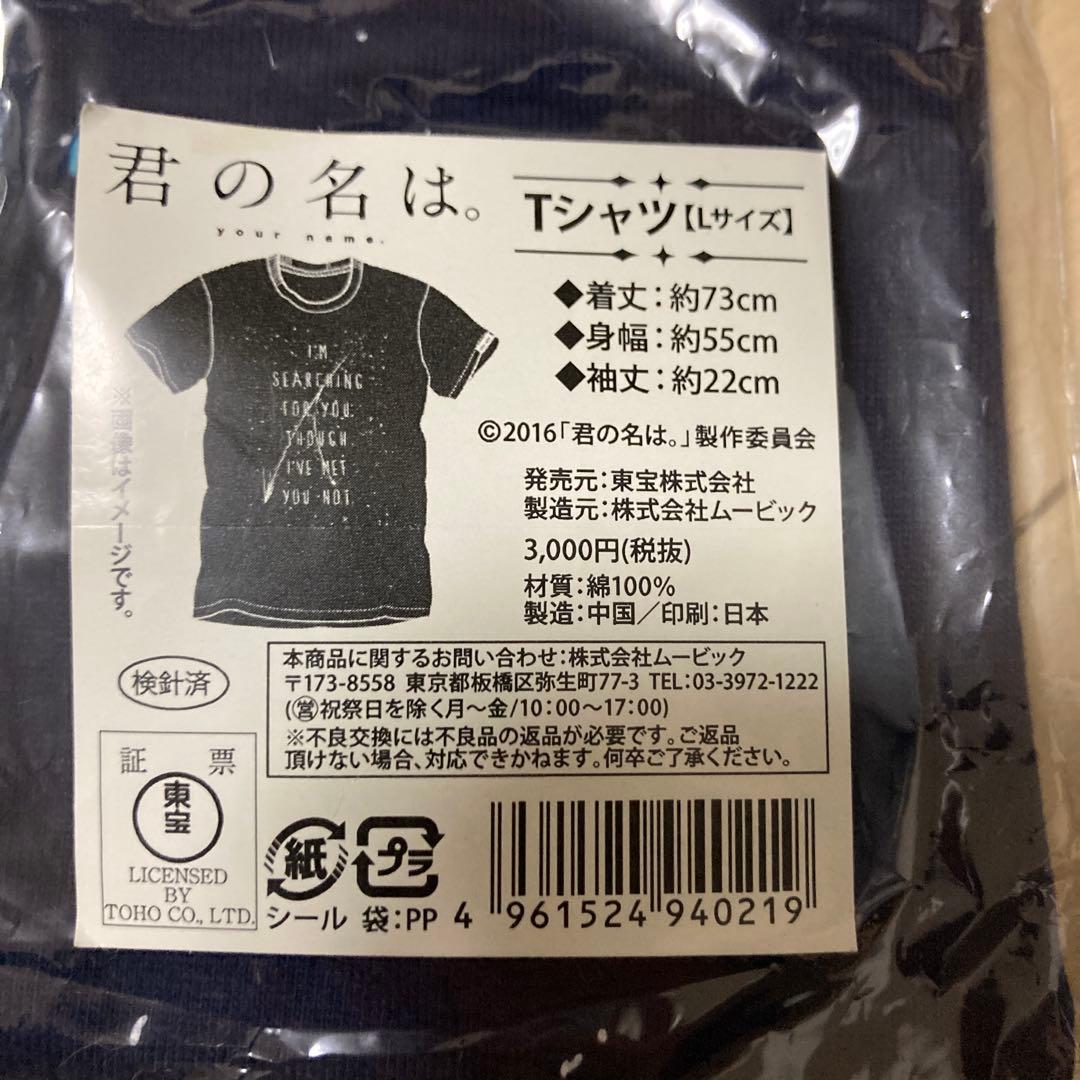 君の名は。
your name.
Tシャツ【Lサイズ】
◆着丈：約73cm
◆身幅：約55cm
◆袖丈：約22cm
I'M
SEARCHING
FOR YOU
THOUGH
I'VE MET
YOU NOT.
※画像はイメージです。
©2016「君の名は。」製作委員会
発売元：東宝株式会社
製造元：株式会社ムービック
3,000円(税抜)
材質：綿100%
製造：中国／印刷：日本
検針済
本商品に関するお問い合わせ：株式会社ムービック
〒173-8558 東京都板橋区弥生町77-3 TEL：03-3972-1222
(㊡祝祭日を除く月～金/10：00～17：00)
※不良交換には不良品の返品が必要です。ご返品
頂けない場合、対応できかねます。何卒ご了承ください。
証 票
東宝
LICENSED
BY
TOHO CO., LTD.
紙
プラ
シール 袋：PP
4 961524 940219